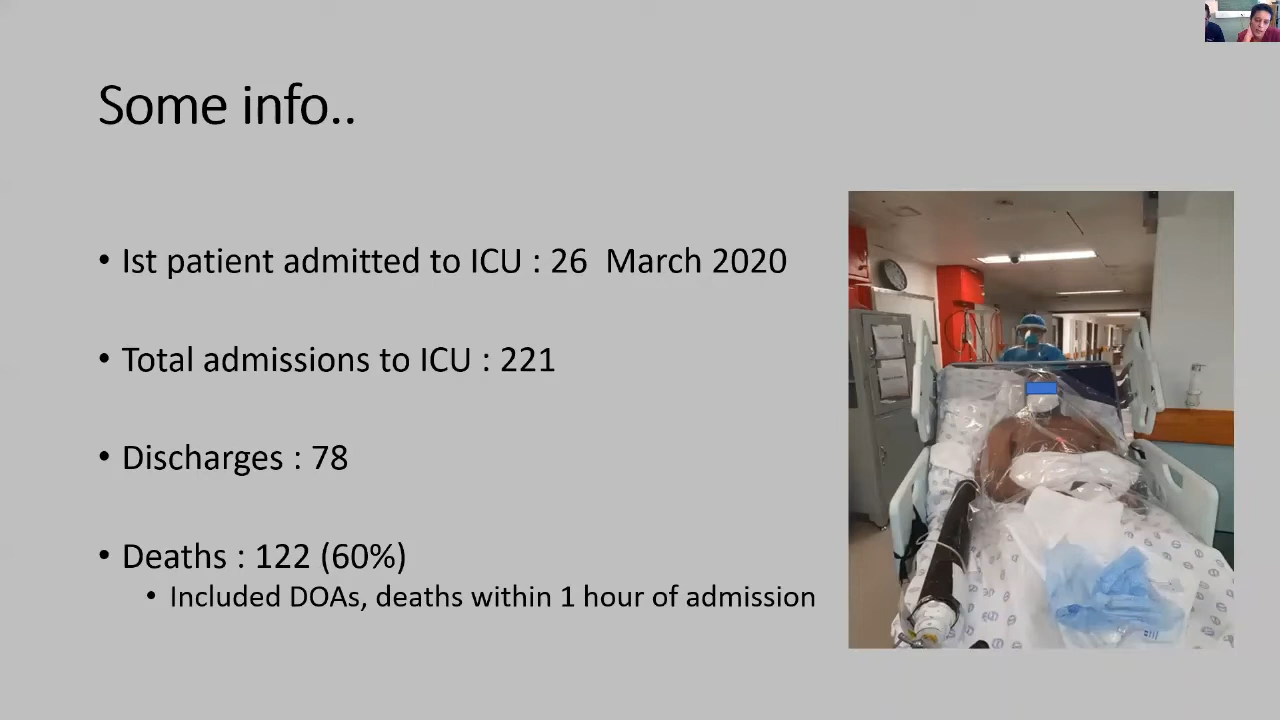 Some info..
• Ist patient admitted to ICU : 26  March 2020
• Total admissions to ICU : 221
• Discharges : 78
• Deaths : 122 (60%)
• Included DOAs, deaths within 1 hour of admission